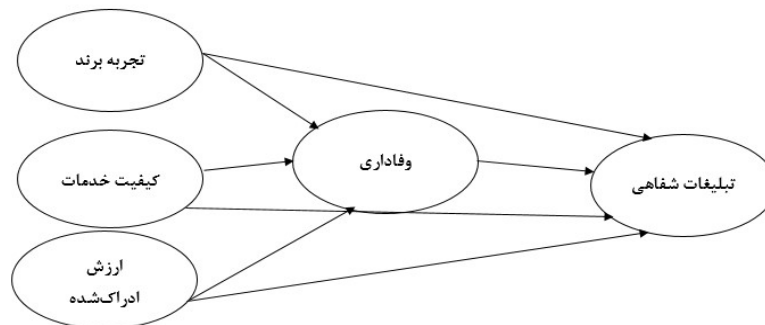 تجربه برند
وفاداری
کیفیت خدمات
تبلیغات شفاهی
ارزش
ادراک‌شده